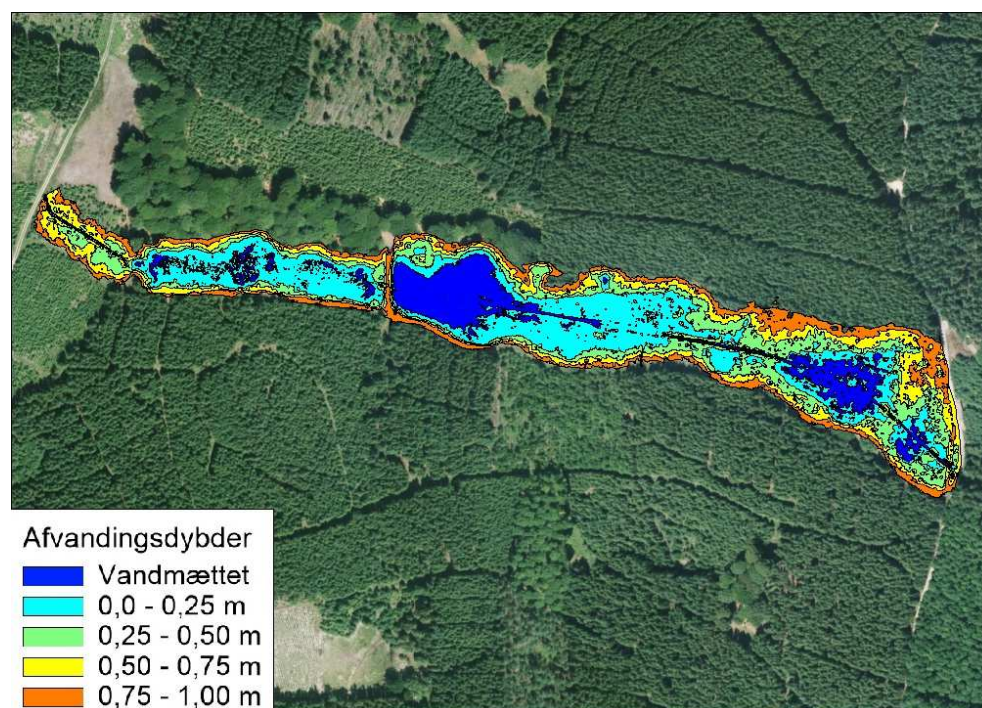 Afvandingsdybder
Vandmættet
0,0 - 0,25 m
0,25 - 0,50 m
0,50 - 0,75 m
0,75 - 1,00 m